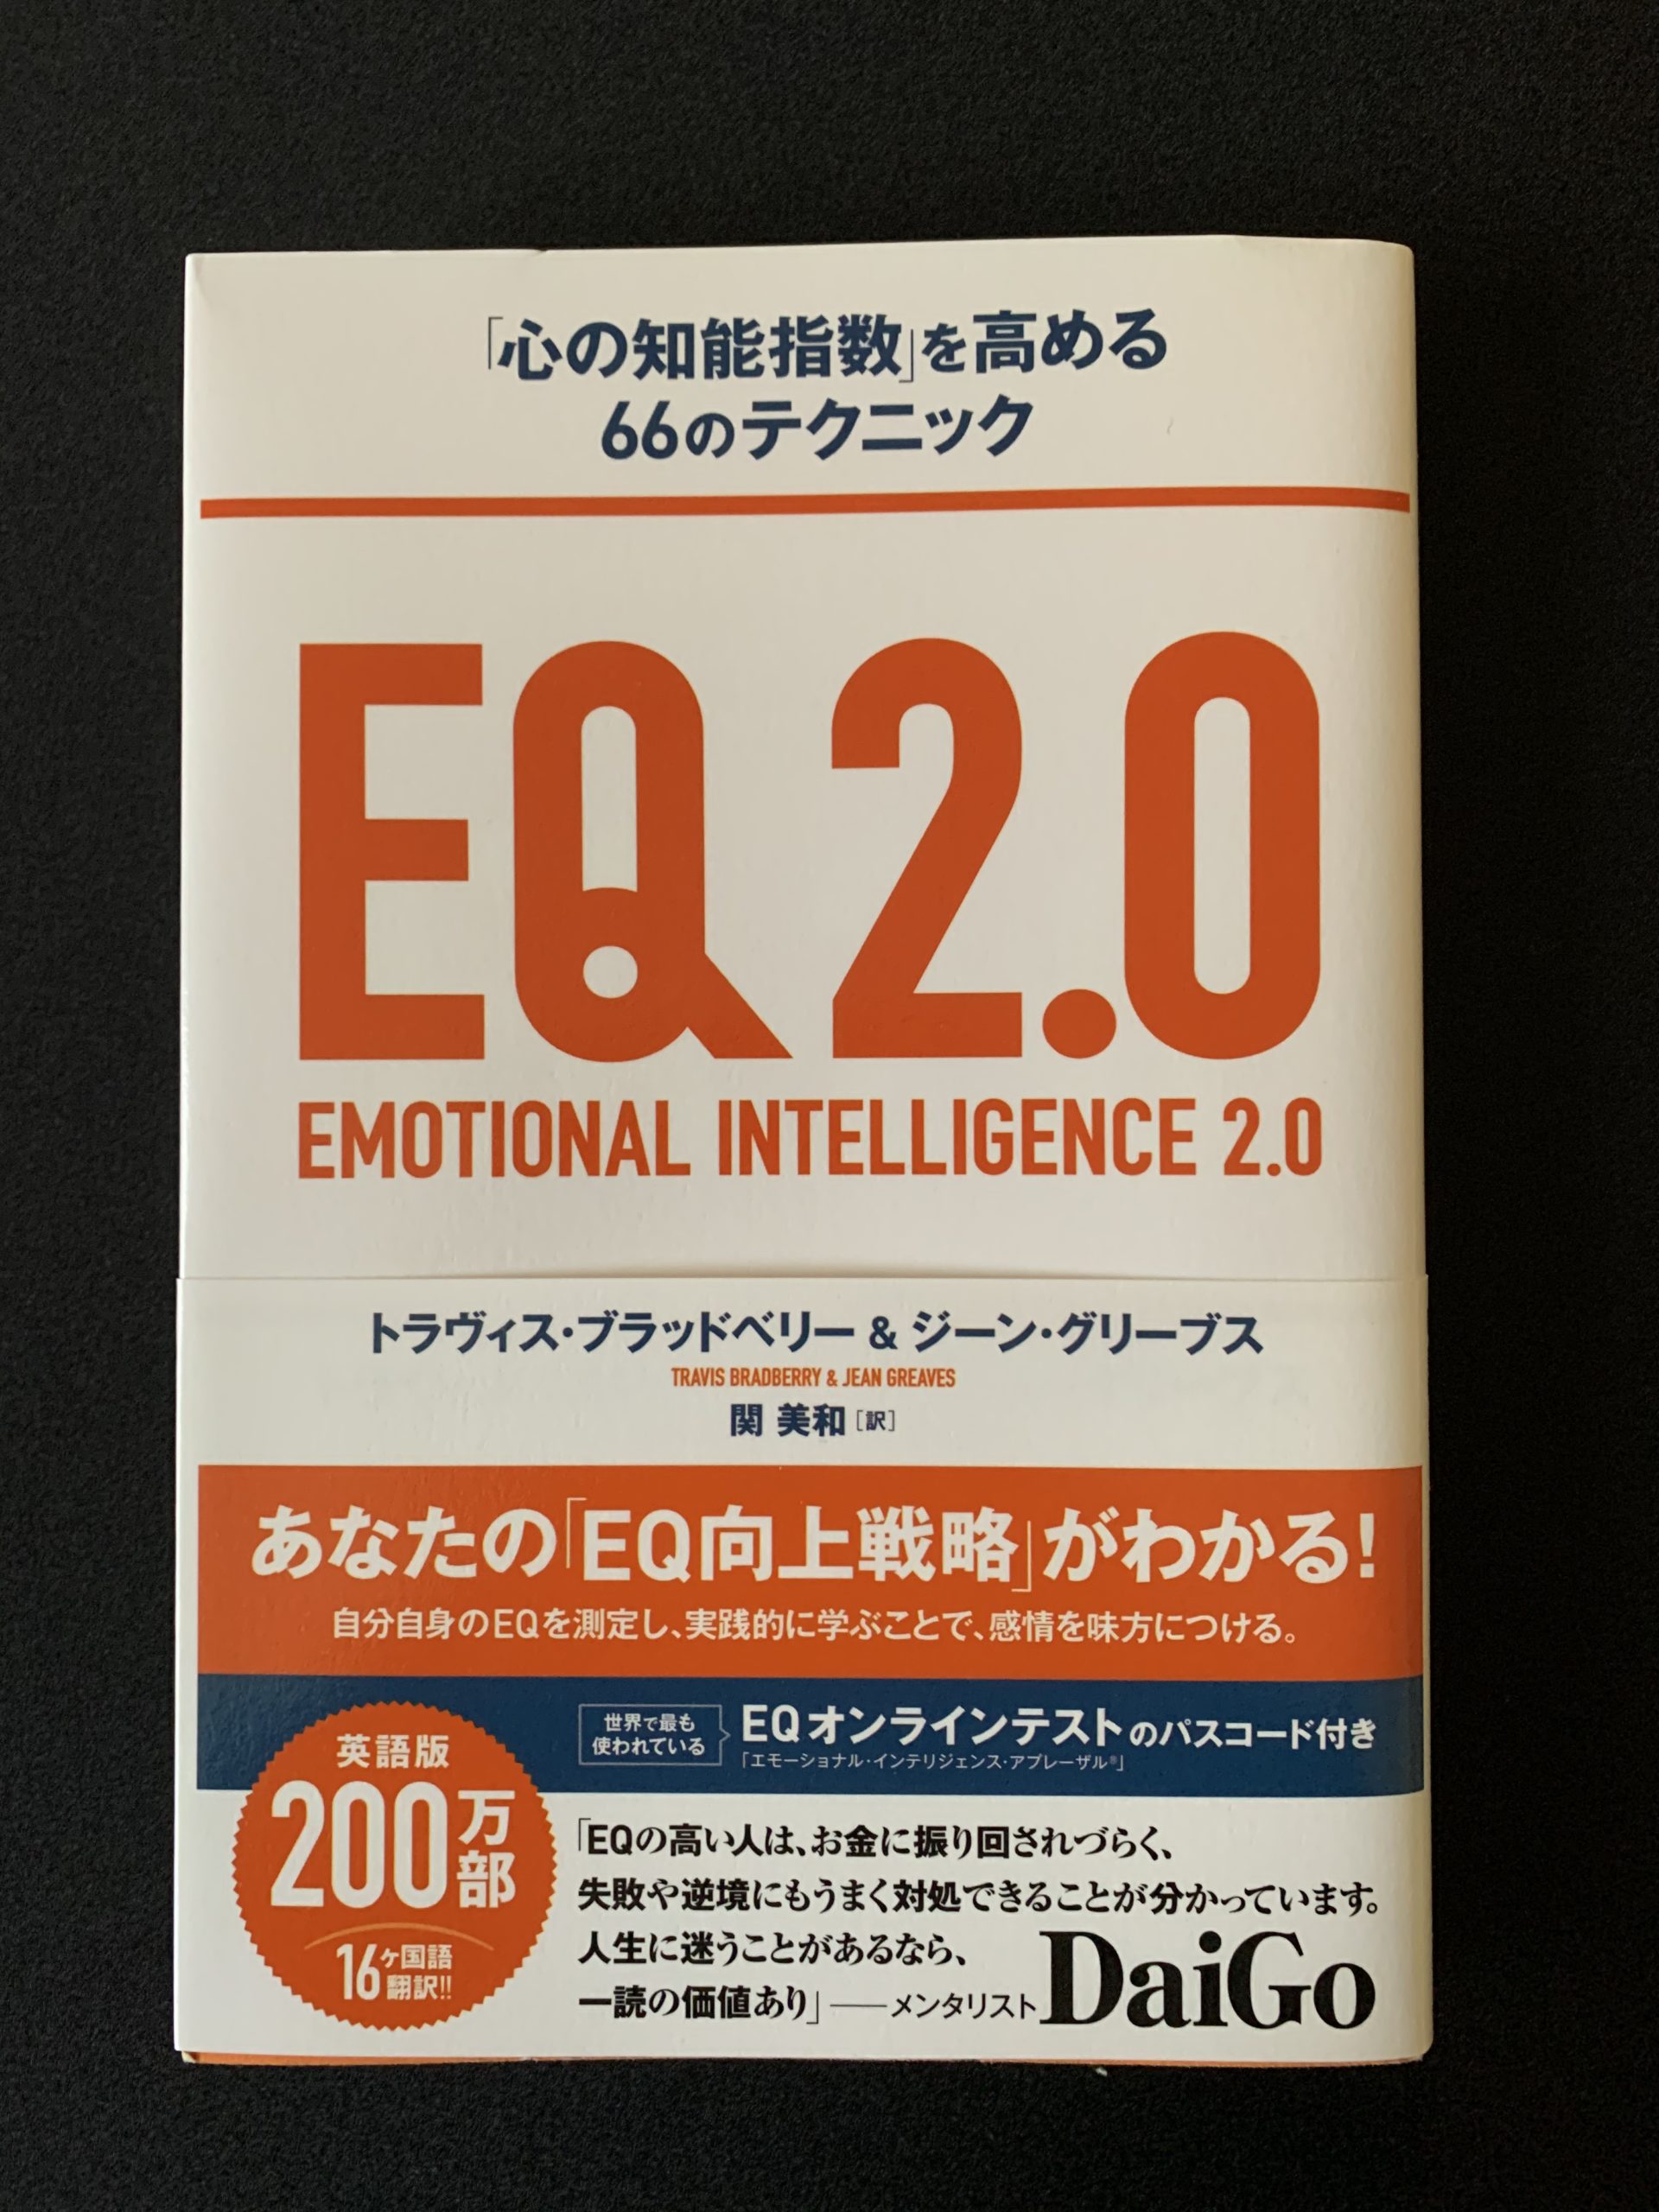 「心の知能指数」を高める
66のテクニック
EQ 2.0
EMOTIONAL INTELLIGENCE 2.0
トラヴィス・ブラッドベリー & ジーン・グリーブス
TRAVIS BRADBERRY & JEAN GREAVES
関 美和[訳]
あなたの「EQ向上戦略」がわかる!
自分自身のEQを測定し、実践的に学ぶことで、感情を味方につける。
世界で最も
使われている
EQオンラインテストのパスコード付き
「エモーショナル・インテリジェンス・アプレーザル®」
英語版
200万部
16ヶ国語
翻訳!!
「EQの高い人は、お金に振り回されづらく、
失敗や逆境にもうまく対処できることが分かっています。
人生に迷うことがあるなら、
一読の価値あり」――メンタリストDaiGo